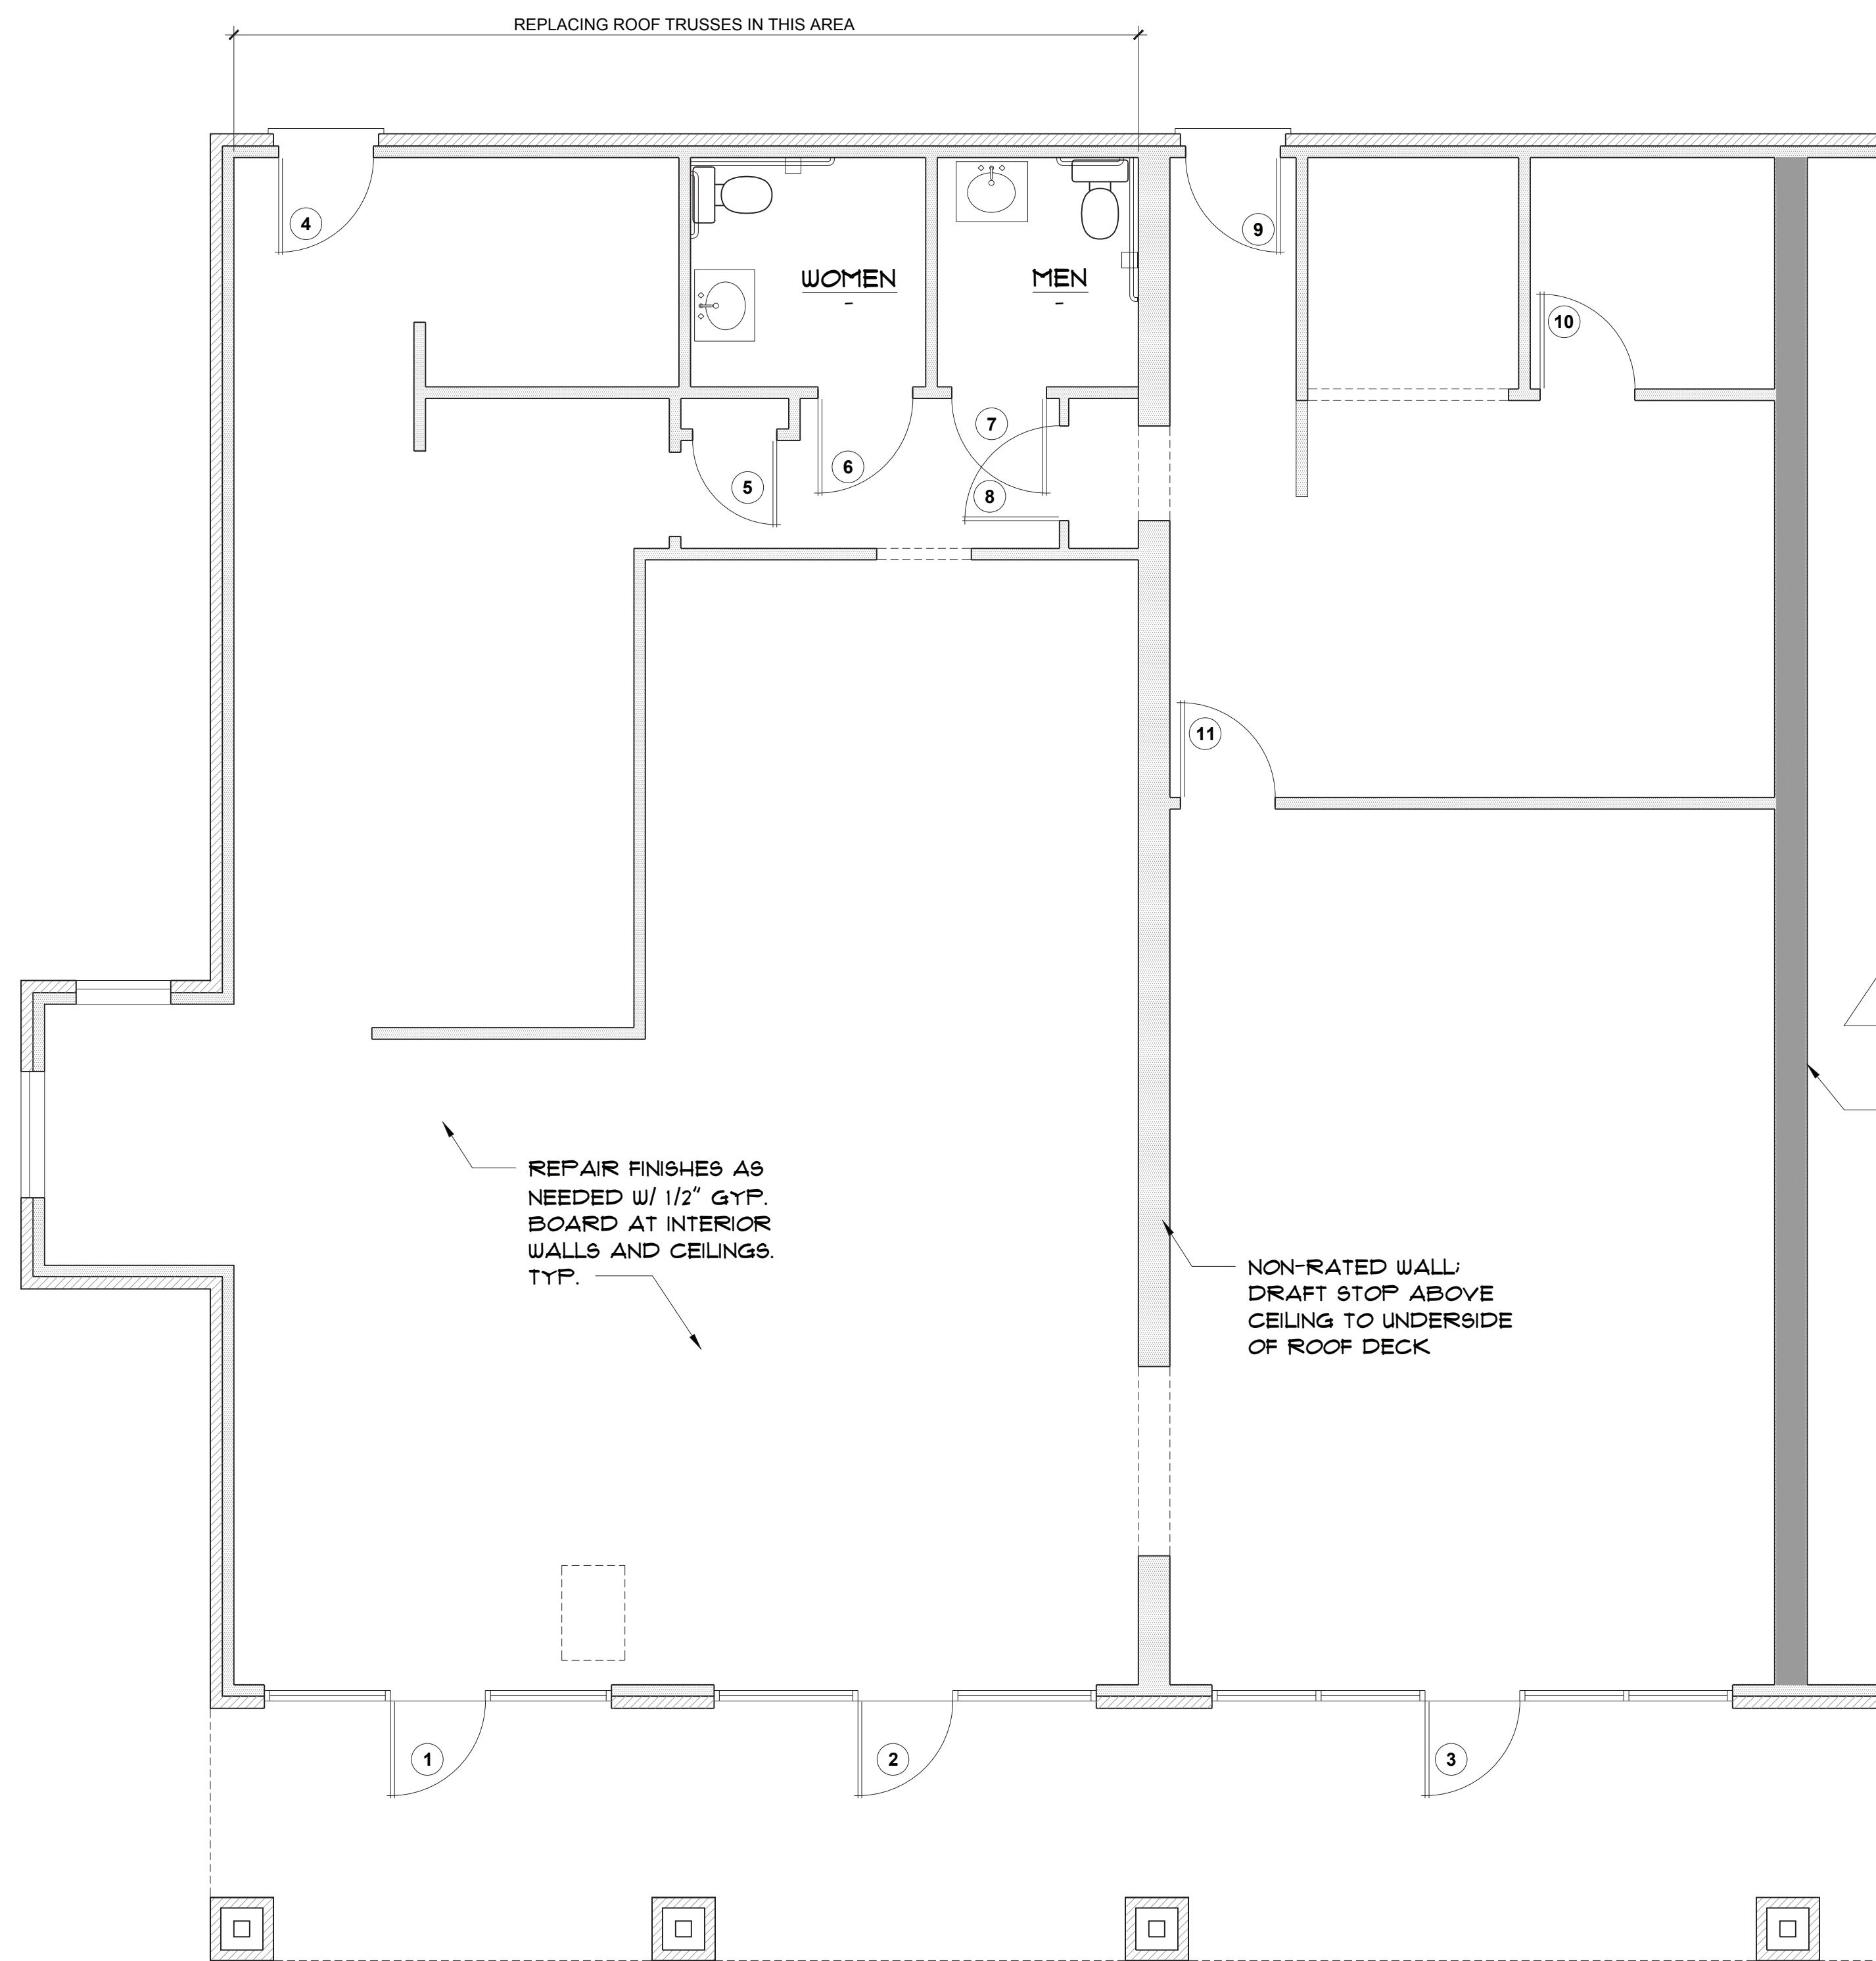 REPLACING ROOF TRUSSES IN THIS AREA
4
9
WOMEN
-
MEN
-
10
7
6
5
8
11
REPAIR FINISHES AS
NEEDED W/ 1/2" GYP.
BOARD AT INTERIOR
WALLS AND CEILINGS.
TYP.
NON-RATED WALL;
DRAFT STOP ABOVE
CEILING TO UNDERSIDE
OF ROOF DECK
1
2
3